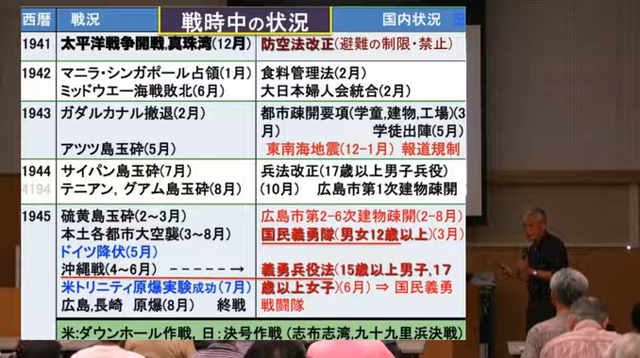 戦時中の状況
西暦 戦況 国内状況
1941 太平洋戦争開戦,真珠湾(12月) 防空法改正(避難の制限・禁止)
1942 マニラ・シンガポール占領(1月) 食料管理法(2月)
ミッドウエー海戦敗北(6月) 大日本婦人会統合(2月)
1943 ガダルカナル撤退(2月) 都市疎開要項(学童,建物,工場)(3
月) 学徒出陣(5月)
アッツ島玉砕(5月) 東南海地震(12-1月) 報道規制
1944 サイパン島玉砕(7月) 兵法改正(17歳以上男子兵役)
4194 テニアン, グアム島玉砕(8月) (10月) 広島市第1次建物疎開
1945 硫黄島玉砕(2~3月) 広島市第2-6次建物疎開(2-8月)
本土各都市大空襲(3~8月) 国民義勇隊(男女12歳以上)(3月)
ドイツ降伏(5月)
沖縄戦(4~6月) -----→ 義勇兵役法(15歳以上男子,17
米トリニティ原爆実験成功(7月) 歳以上女子)(6月) ⇒ 国民義勇
広島,長崎 原爆(8月) 終戦 戦闘隊
米:ダウンホール作戦, 日:決号作戦 (志布志湾,九十九里浜決戦)